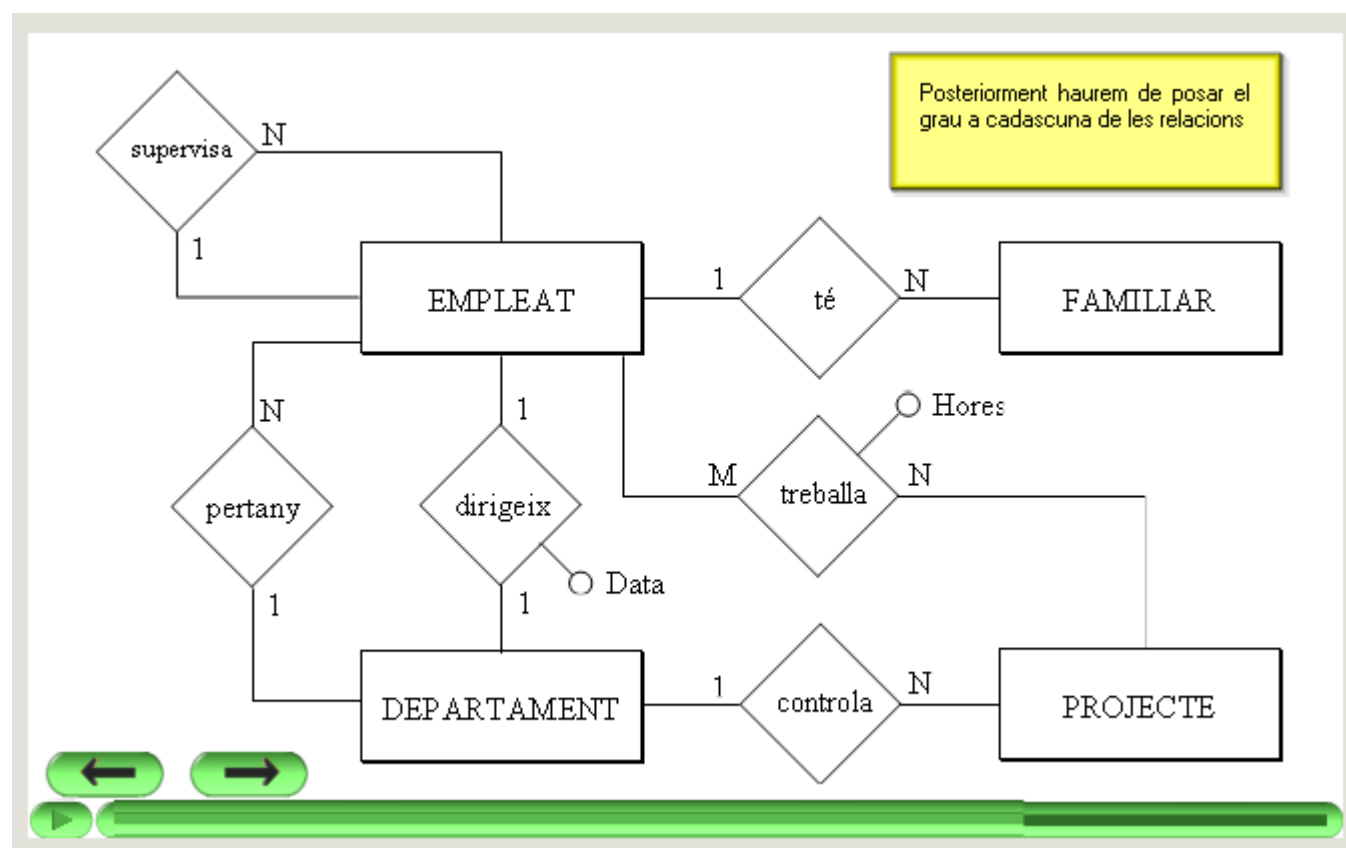 Posteriorment haurem de posar el
grau a cadascuna de les relacions
N
supervisa
1
EMPLEAT
1
té
N
FAMILIAR
N
1
Hores
pertany
dirigeix
M
treballa
N
Data
1
1
DEPARTAMENT
1
controla
N
PROJECTE